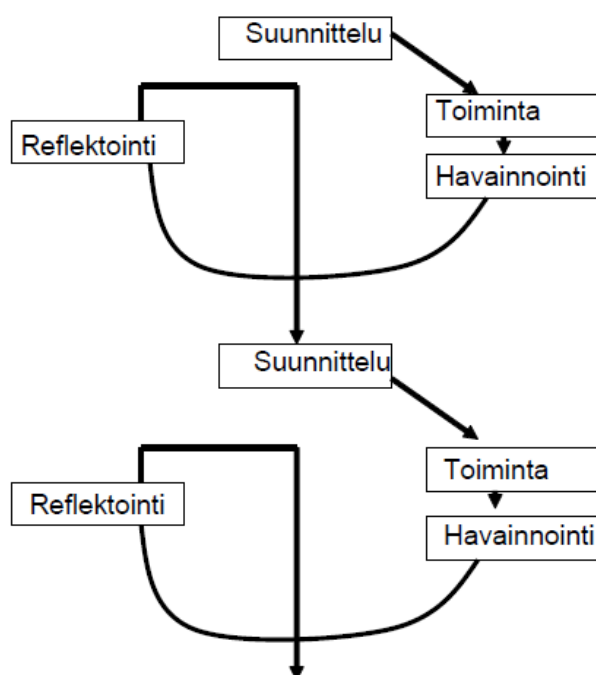 Suunnittelu
Toiminta
Havainnointi
Reflektointi
Suunnittelu
Toiminta
Havainnointi
Reflektointi